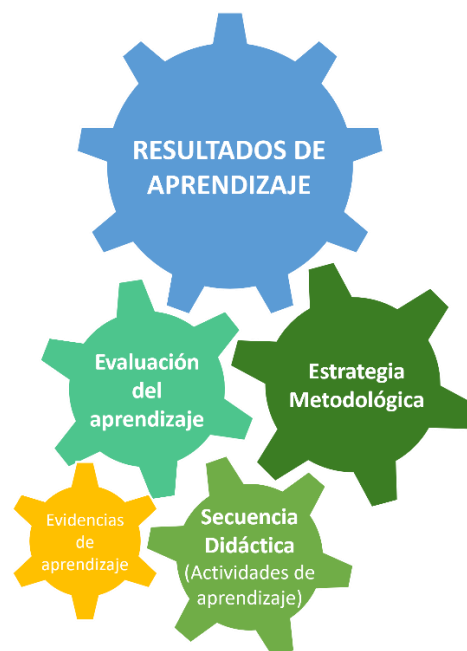 RESULTADOS DE
APRENDIZAJE
Evaluación
del
aprendizaje
Estrategia
Metodológica
Evidencias
de
aprendizaje
Secuencia
Didáctica
(Actividades de
aprendizaje)